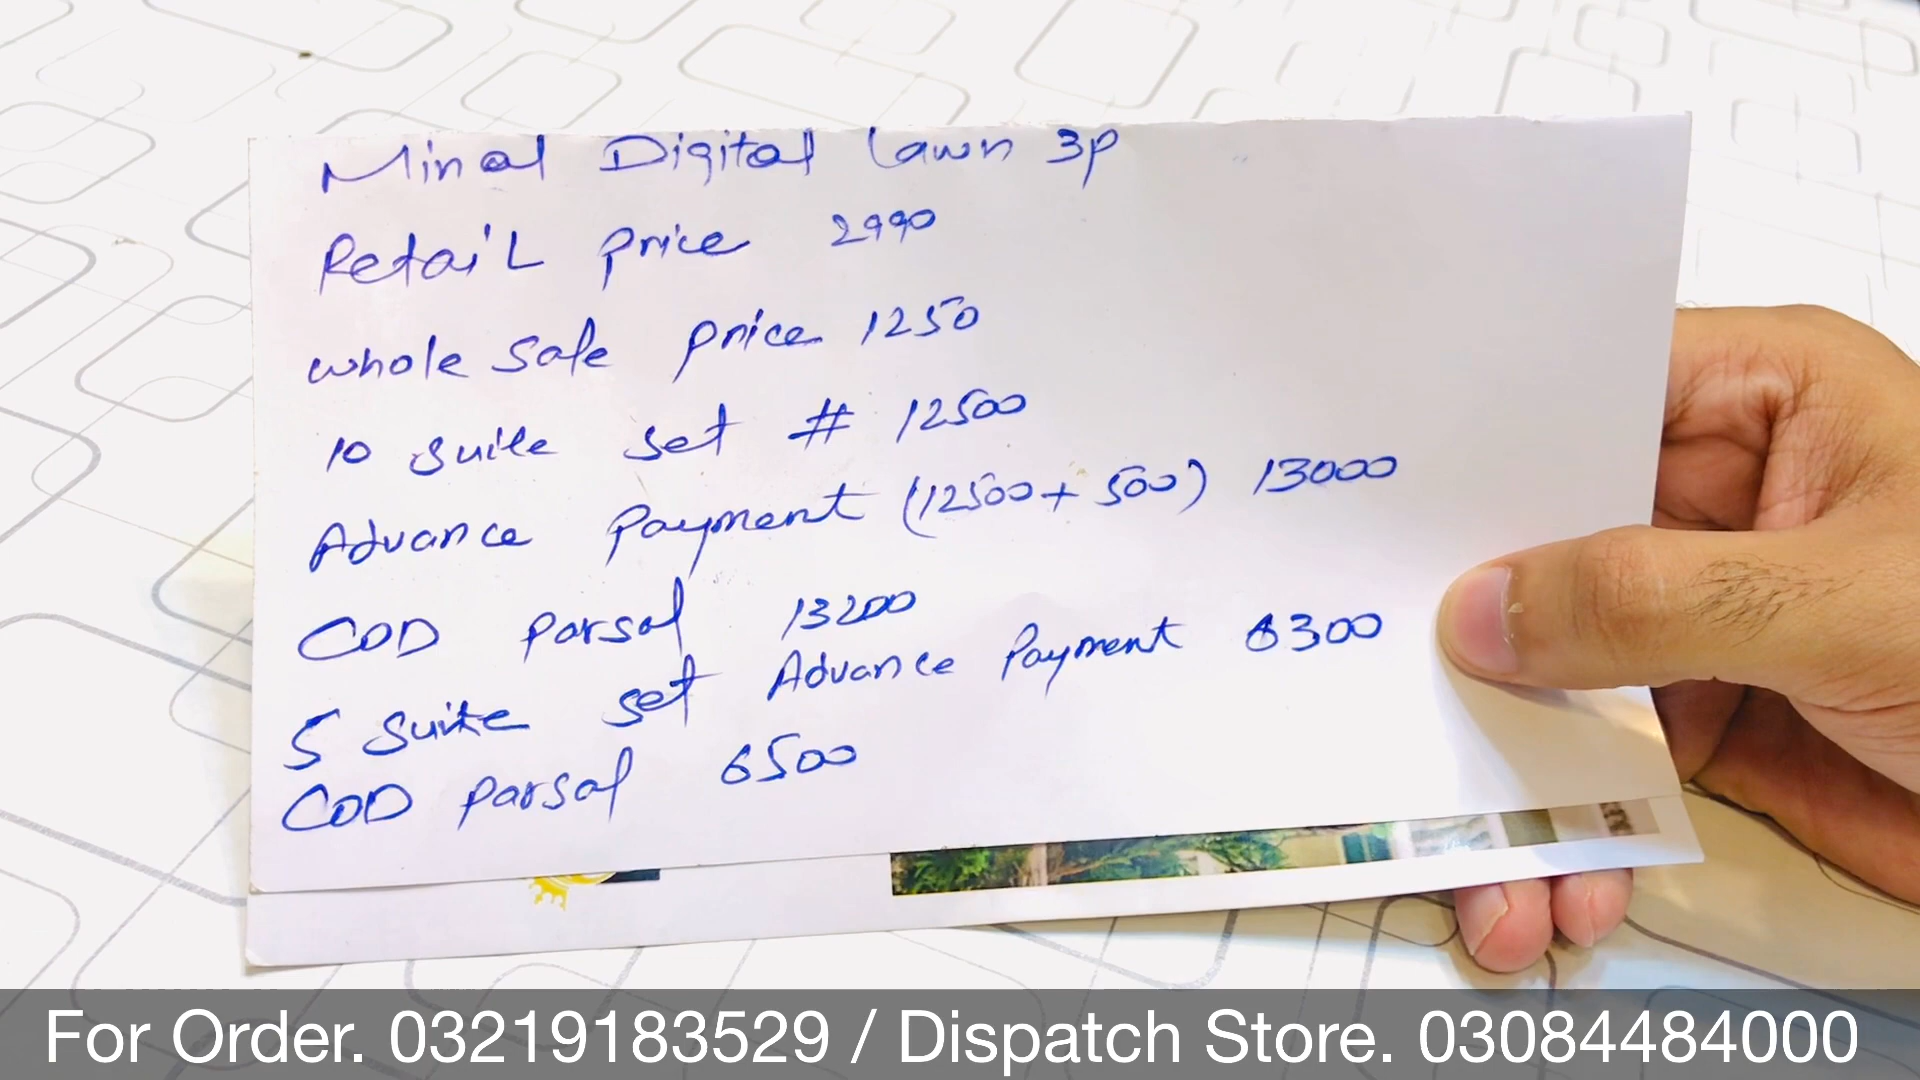 Minal Digital Lawn 3p
Retail price 2990
whole sale price 1250
10 suite set # 12500
Advance Payment (12500+500) 13000
COD Parsal 13200
5 suite set Advance Payment 6300
COD Parsal 6500
For Order. 03219183529 / Dispatch Store. 03084484000